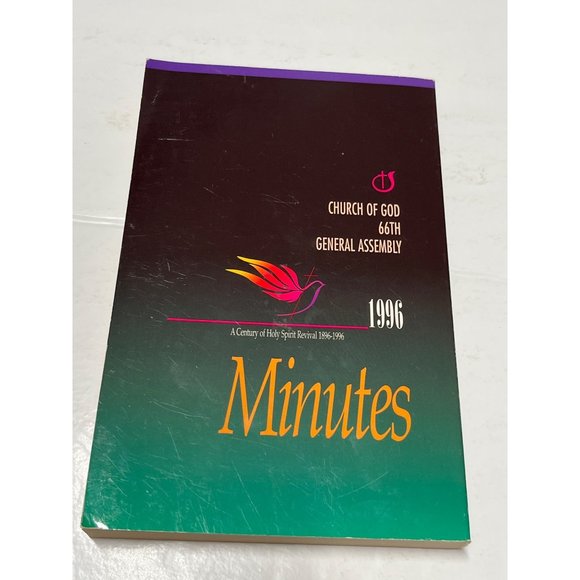 CHURCH OF GOD
66TH
GENERAL ASSEMBLY
1996
A Century of Holy Spirit Revival 1896-1996
Minutes